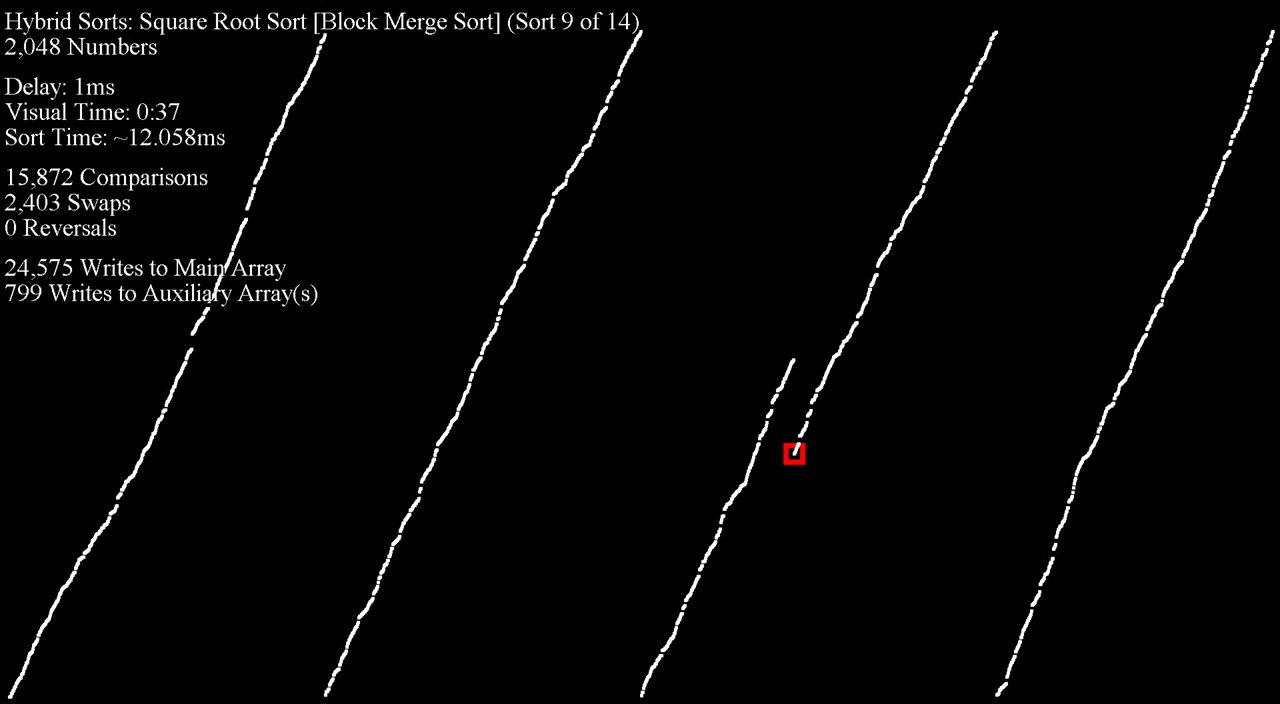 Hybrid Sorts: Square Root Sort [Block Merge Sort] (Sort 9 of 14)
2,048 Numbers
Delay: 1ms
Visual Time: 0:37
Sort Time: ~12.058ms
15,872 Comparisons
2,403 Swaps
0 Reversals
24,575 Writes to Main Array
799 Writes to Auxiliary Array(s)